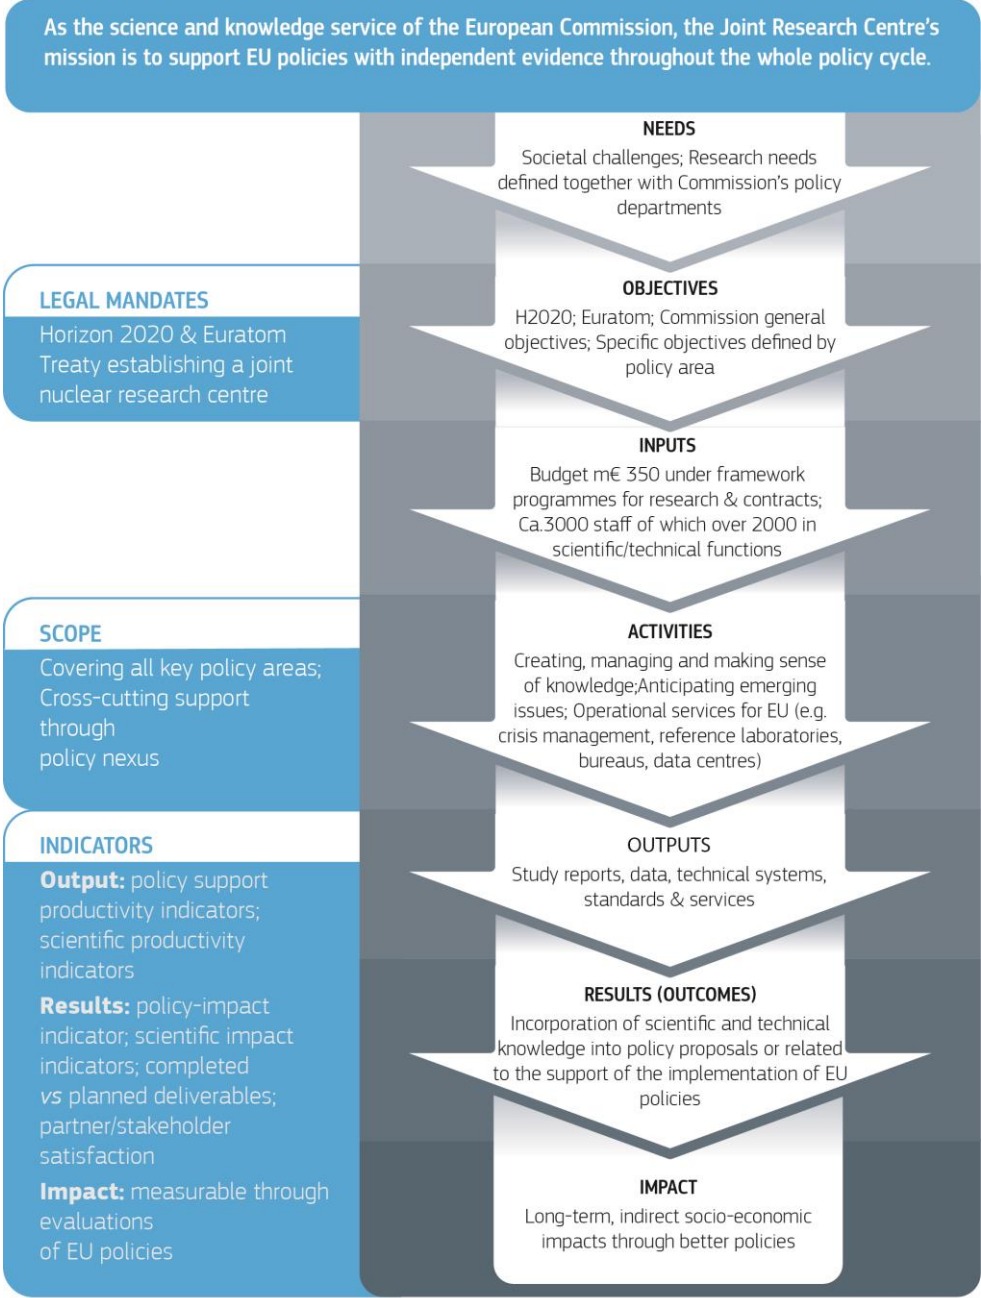 As the science and knowledge service of the European Commission, the Joint Research Centre's
mission is to support EU policies with independent evidence throughout the whole policy cycle.
NEEDS
Societal challenges; Research needs
defined together with Commission's policy
departments
LEGAL MANDATES
Horizon 2020 & Euratom
Treaty establishing a joint
nuclear research centre
OBJECTIVES
H2020; Euratom; Commission general
objectives; Specific objectives defined by
policy area
INPUTS
Budget m€ 350 under framework
programmes for research & contracts;
Ca.3000 staff of which over 2000 in
scientific/technical functions
SCOPE
Covering all key policy areas;
Cross-cutting support
through
policy nexus
ACTIVITIES
Creating, managing and making sense
of knowledge;Anticipating emerging
issues; Operational services for EU (e.g.
crisis management, reference laboratories,
bureaus, data centres)
INDICATORS
Output: policy support
productivity indicators;
scientific productivity
indicators
Results: policy-impact
indicator; scientific impact
indicators; completed
vs planned deliverables;
partner/stakeholder
satisfaction
Impact: measurable through
evaluations
of EU policies
OUTPUTS
Study reports, data, technical systems,
standards & services
RESULTS (OUTCOMES)
Incorporation of scientific and technical
knowledge into policy proposals or related
to the support of the implementation of EU
policies
IMPACT
Long-term, indirect socio-economic
impacts through better policies